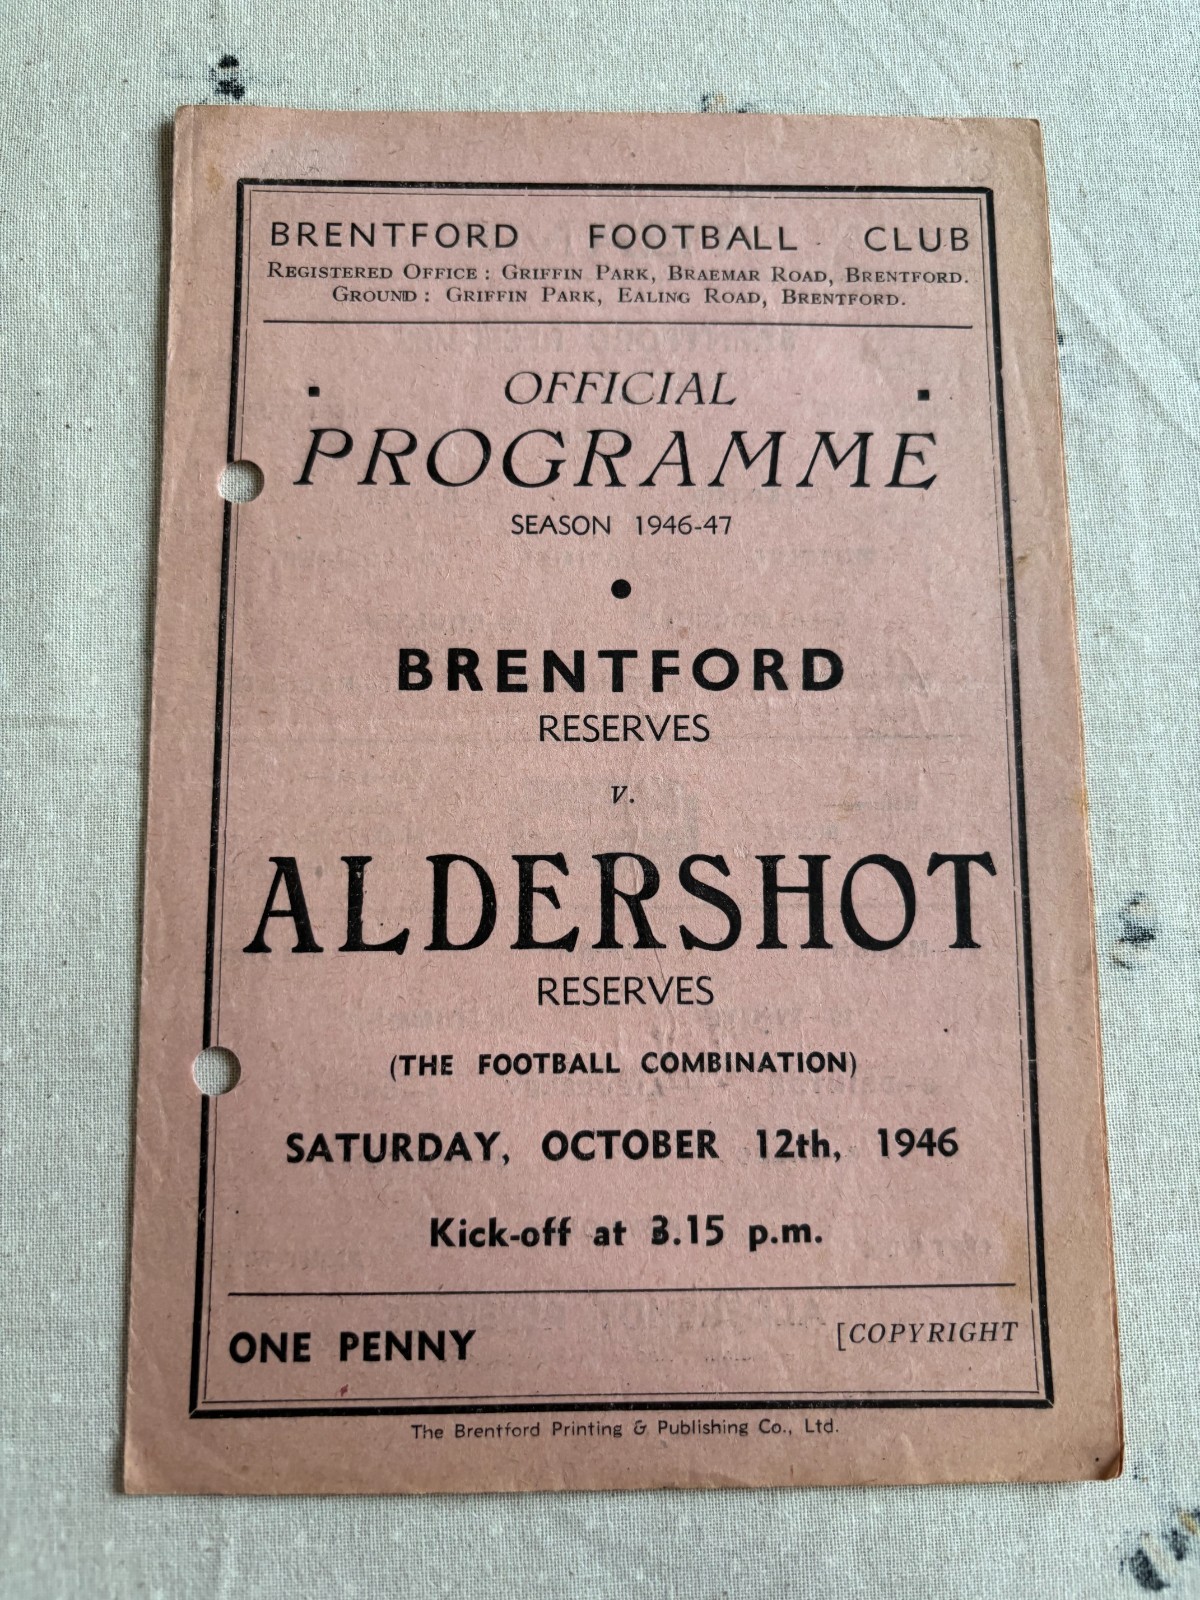 BRENTFORD FOOTBALL CLUB
REGISTERED OFFICE: GRIFFIN PARK, BRAEMAR ROAD, BRENTFORD.
GROUND: GRIFFIN PARK, EALING ROAD, BRENTFORD.
OFFICIAL
PROGRAMME
SEASON 1946-47
BRENTFORD
RESERVES
v.
ALDERSHOT
RESERVES
(THE FOOTBALL COMBINATION)
SATURDAY, OCTOBER 12th, 1946
Kick-off at 3.15 p.m.
ONE PENNY
[COPYRIGHT
The Brentford Printing & Publishing Co., Ltd.